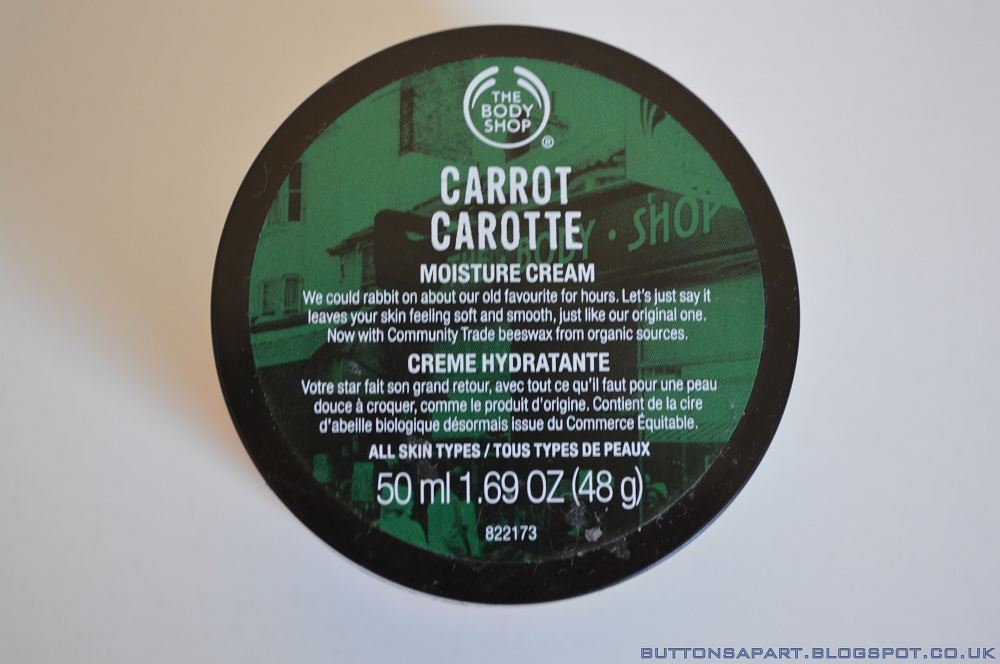 THE
BODY
SHOP
®
CARROT
CAROTTE
THE · BODY · SHOP
MOISTURE CREAM
We could rabbit on about our old favourite for hours. Let's just say it
leaves your skin feeling soft and smooth, just like our original one.
Now with Community Trade beeswax from organic sources.
CREME HYDRATANTE
Votre star fait son grand retour, avec tout ce qu'il faut pour une peau
douce à croquer, comme le produit d'origine. Contient de la cire
d'abeille biologique désormais issue du Commerce Équitable.
ALL SKIN TYPES / TOUS TYPES DE PEAUX
50 ml 1.69 OZ (48 g)
822173
BUTTONSAPART.BLOGSPOT.CO.UK